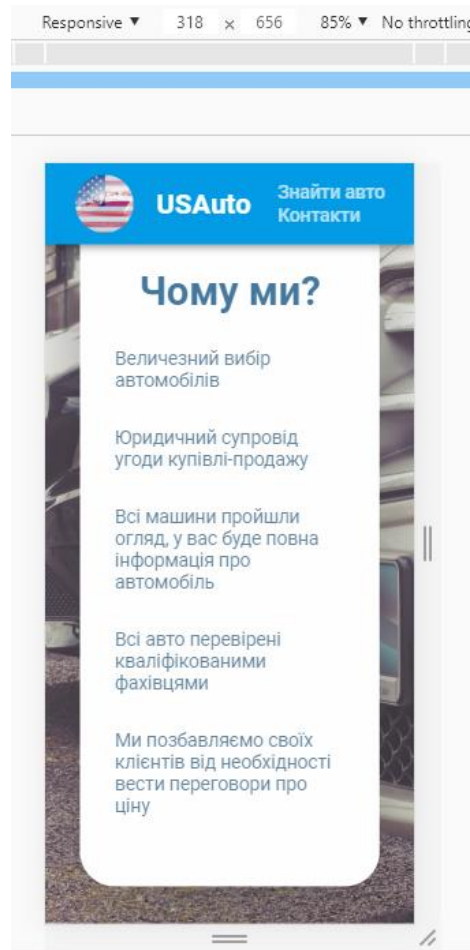 Responsive ▼ 318 × 656 85% ▼ No throttling
USAuto
Знайти авто
Контакти
Чому ми?
Величезний вибір
автомобілів
Юридичний супровід
угоди купівлі-продажу
Всі машини пройшли
огляд, у вас буде повна
інформація про
автомобіль
Всі авто перевірені
кваліфікованими
фахівцями
Ми позбавляємо своїх
клієнтів від необхідності
вести переговори про
ціну